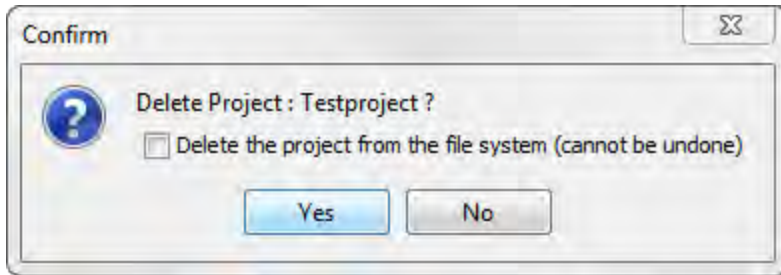 Confirm
Delete Project : Testproject ?
Delete the project from the file system (cannot be undone)
Yes No